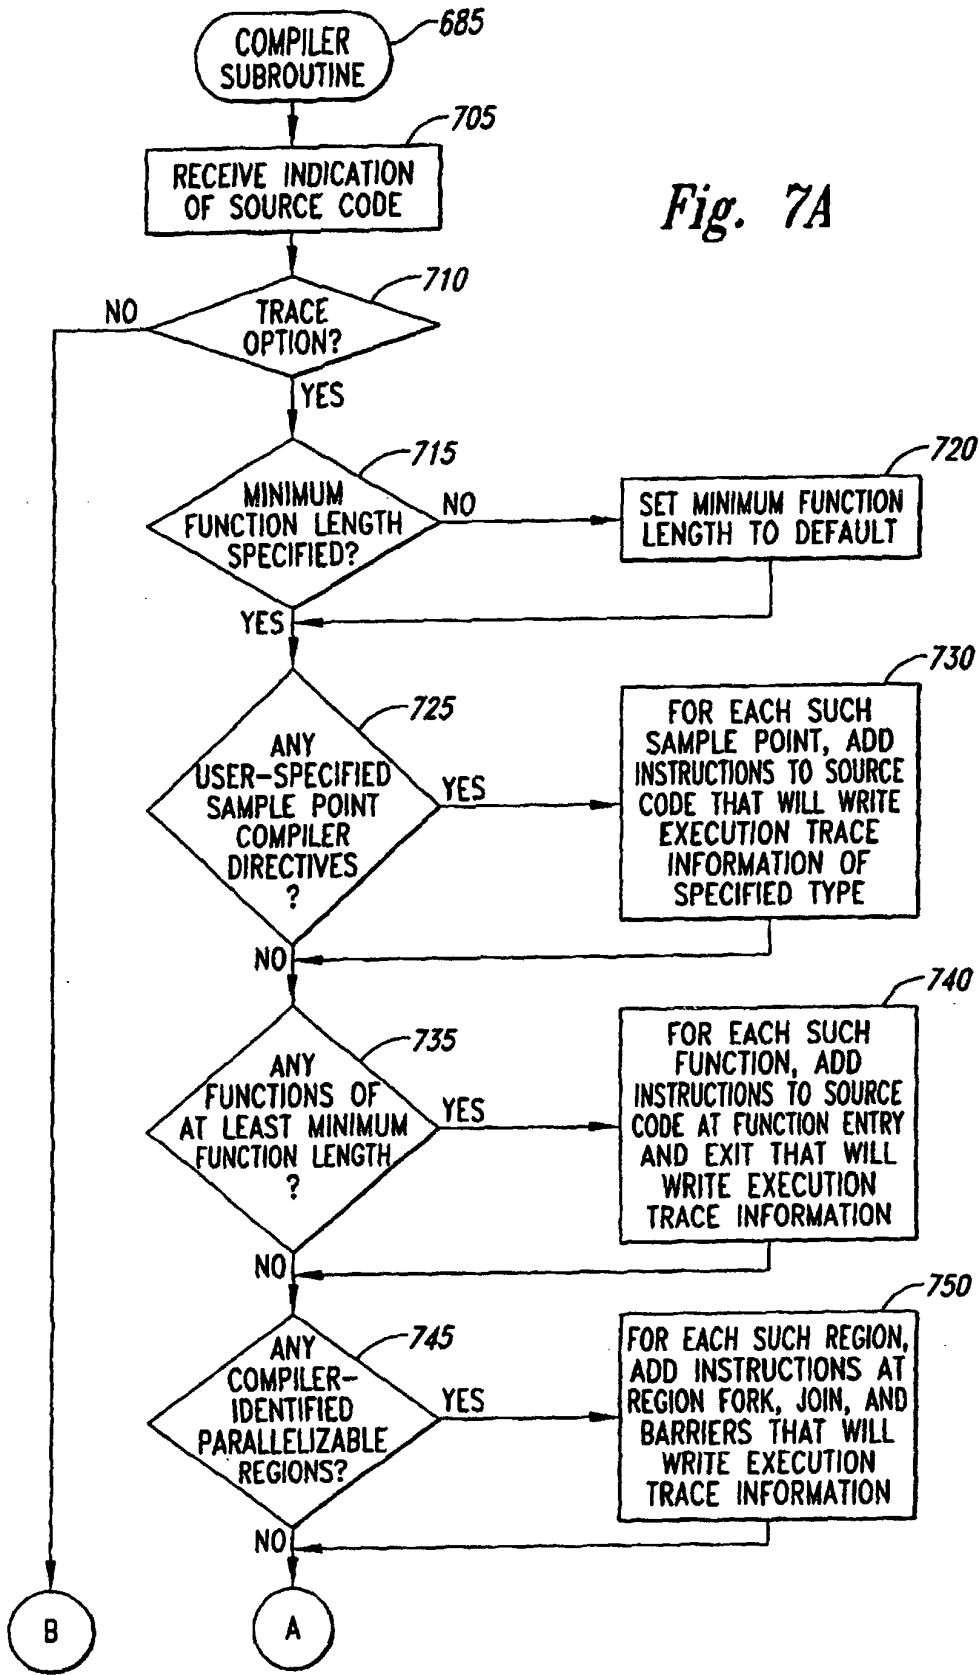 685
COMPILER
SUBROUTINE
705
RECEIVE INDICATION
OF SOURCE CODE
Fig. 7A
710
NO
TRACE
OPTION?
YES
715
MINIMUM
FUNCTION LENGTH
SPECIFIED?
NO
720
SET MINIMUM FUNCTION
LENGTH TO DEFAULT
YES
725
ANY
USER-SPECIFIED
SAMPLE POINT
COMPILER
DIRECTIVES
?
YES
730
FOR EACH SUCH
SAMPLE POINT, ADD
INSTRUCTIONS TO SOURCE
CODE THAT WILL WRITE
EXECUTION TRACE
INFORMATION OF
SPECIFIED TYPE
NO
735
ANY
FUNCTIONS OF
AT LEAST MINIMUM
FUNCTION LENGTH
?
YES
740
FOR EACH SUCH
FUNCTION, ADD
INSTRUCTIONS TO SOURCE
CODE AT FUNCTION ENTRY
AND EXIT THAT WILL
WRITE EXECUTION
TRACE INFORMATION
NO
745
ANY
COMPILER-
IDENTIFIED
PARALLELIZABLE
REGIONS?
YES
750
FOR EACH SUCH REGION,
ADD INSTRUCTIONS AT
REGION FORK, JOIN, AND
BARRIERS THAT WILL
WRITE EXECUTION
TRACE INFORMATION
NO
B
A